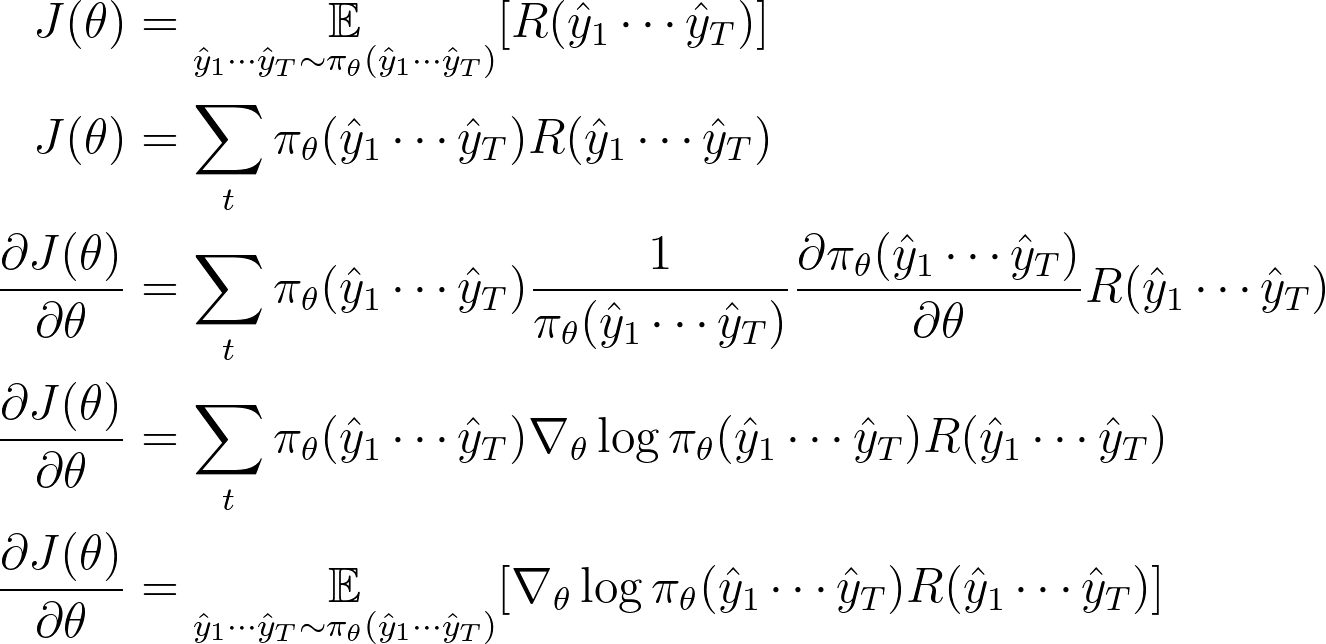 J(θ) = 𝔼_{ŷ₁⋯ŷ_T∼π_θ(ŷ₁⋯ŷ_T)} [R(ŷ₁⋯ŷ_T)]
J(θ) = ∑_t π_θ(ŷ₁⋯ŷ_T)R(ŷ₁⋯ŷ_T)
∂J(θ)/∂θ = ∑_t π_θ(ŷ₁⋯ŷ_T) 1/π_θ(ŷ₁⋯ŷ_T) ∂π_θ(ŷ₁⋯ŷ_T)/∂θ R(ŷ₁⋯ŷ_T)
∂J(θ)/∂θ = ∑_t π_θ(ŷ₁⋯ŷ_T)∇_θ log π_θ(ŷ₁⋯ŷ_T)R(ŷ₁⋯ŷ_T)
∂J(θ)/∂θ = 𝔼_{ŷ₁⋯ŷ_T∼π_θ(ŷ₁⋯ŷ_T)} [∇_θ log π_θ(ŷ₁⋯ŷ_T)R(ŷ₁⋯ŷ_T)]